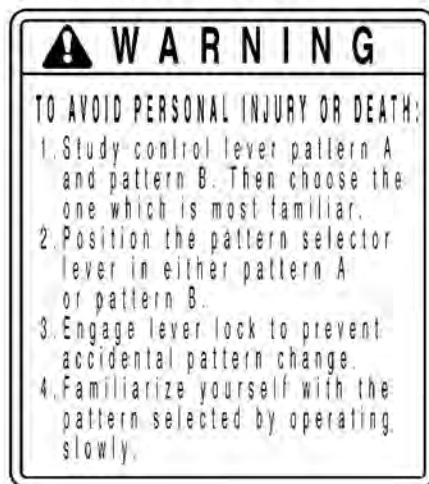 WARNING
TO AVOID PERSONAL INJURY OR DEATH:
1. Study control lever pattern A
and pattern B. Then choose the
one which is most familiar.
2. Position the pattern selector
lever in either pattern A
or pattern B.
3. Engage lever lock to prevent
accidental pattern change.
4. Familiarize yourself with the
pattern selected by operating
slowly.